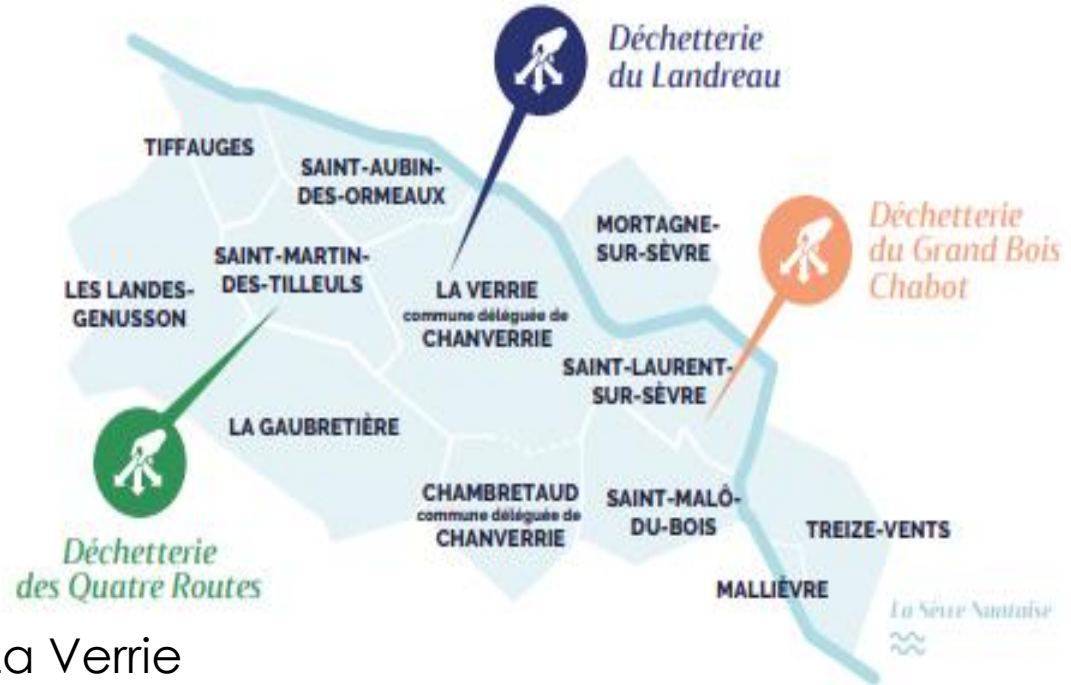 Déchetterie
du Landreau
TIFFAUGES
SAINT-AUBIN-
DES-ORMEAUX
MORTAGNE-
SUR-SÈVRE
Déchetterie
du Grand Bois
Chabot
SAINT-MARTIN-
DES-TILLEULS
LES LANDES-
GENUSSON
LA VERRIE
commune déléguée de
CHANVERRIE
SAINT-LAURENT-
SUR-SÈVRE
LA GAUBRETIÈRE
CHAMBRETAUD
commune déléguée de
CHANVERRIE
SAINT-MALÔ-
DU-BOIS
TREIZE-VENTS
Déchetterie
des Quatre Routes
MALLIÈVRE
La Sèvre Nantaise
La Verrie